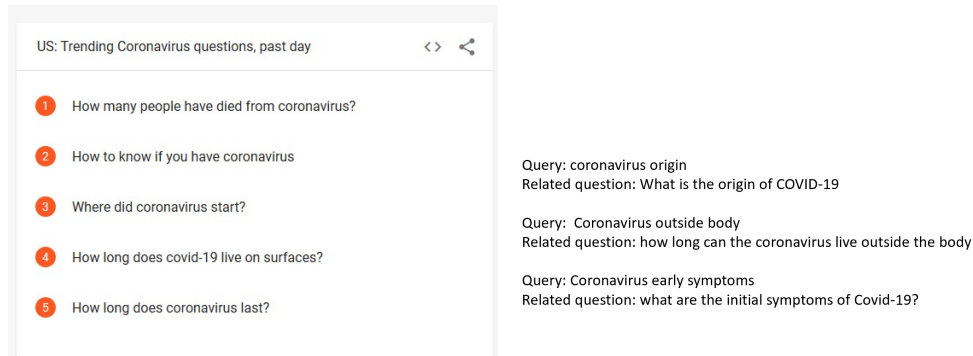 US: Trending Coronavirus questions, past day
1 How many people have died from coronavirus?
2 How to know if you have coronavirus
3 Where did coronavirus start?
4 How long does covid-19 live on surfaces?
5 How long does coronavirus last?
Query: coronavirus origin
Related question: What is the origin of COVID-19
Query:  Coronavirus outside body
Related question: how long can the coronavirus live outside the body
Query: Coronavirus early symptoms
Related question: what are the initial symptoms of Covid-19?